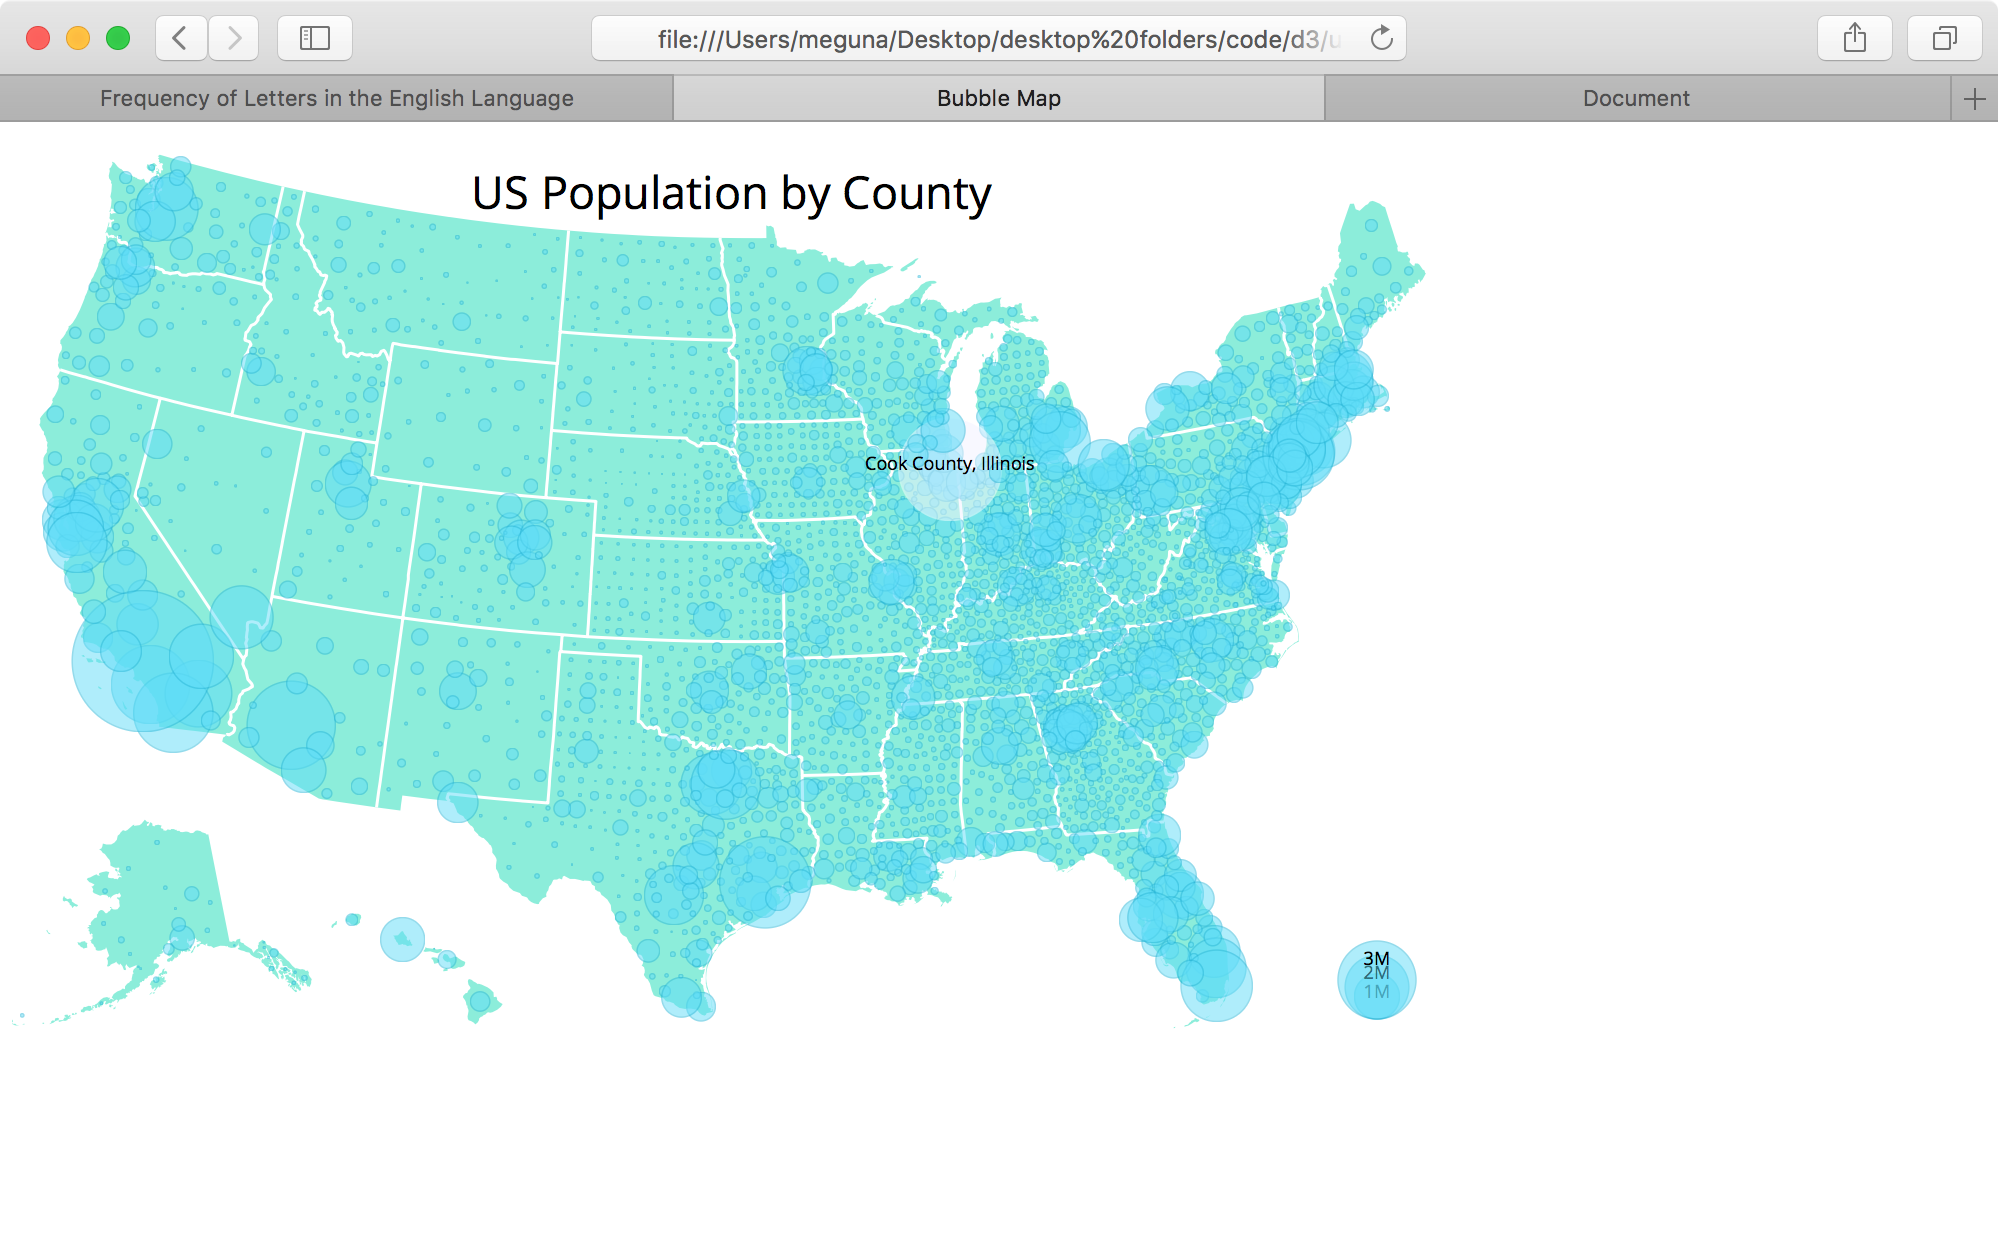 file:///Users/meguna/Desktop/desktop%20folders/code/d3/u
Frequency of Letters in the English Language
Bubble Map
Document
US Population by County
Cook County, Illinois
3M
2M
1M